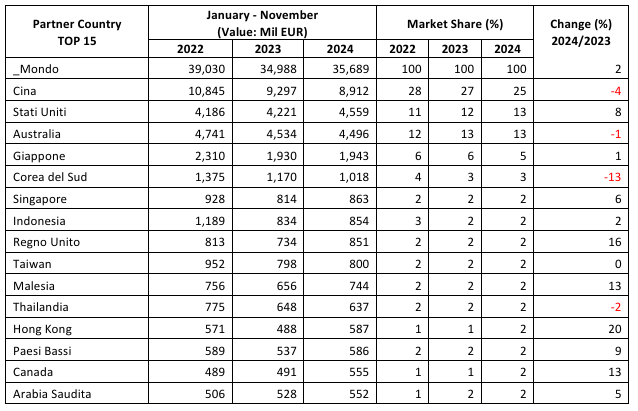 Partner Country TOP 15 | January - November (Value: Mil EUR) | Market Share (%) | Change (%) 2024/2023
2022 | 2023 | 2024 | 2022 | 2023 | 2024
_Mondo | 39,030 | 34,988 | 35,689 | 100 | 100 | 100 | 2
Cina | 10,845 | 9,297 | 8,912 | 28 | 27 | 25 | -4
Stati Uniti | 4,186 | 4,221 | 4,559 | 11 | 12 | 13 | 8
Australia | 4,741 | 4,534 | 4,496 | 12 | 13 | 13 | -1
Giappone | 2,310 | 1,930 | 1,943 | 6 | 6 | 5 | 1
Corea del Sud | 1,375 | 1,170 | 1,018 | 4 | 3 | 3 | -13
Singapore | 928 | 814 | 863 | 2 | 2 | 2 | 6
Indonesia | 1,189 | 834 | 854 | 3 | 2 | 2 | 2
Regno Unito | 813 | 734 | 851 | 2 | 2 | 2 | 16
Taiwan | 952 | 798 | 800 | 2 | 2 | 2 | 0
Malesia | 756 | 656 | 744 | 2 | 2 | 2 | 13
Thailandia | 775 | 648 | 637 | 2 | 2 | 2 | -2
Hong Kong | 571 | 488 | 587 | 1 | 1 | 2 | 20
Paesi Bassi | 589 | 537 | 586 | 2 | 2 | 2 | 9
Canada | 489 | 491 | 555 | 1 | 1 | 2 | 13
Arabia Saudita | 506 | 528 | 552 | 1 | 2 | 2 | 5